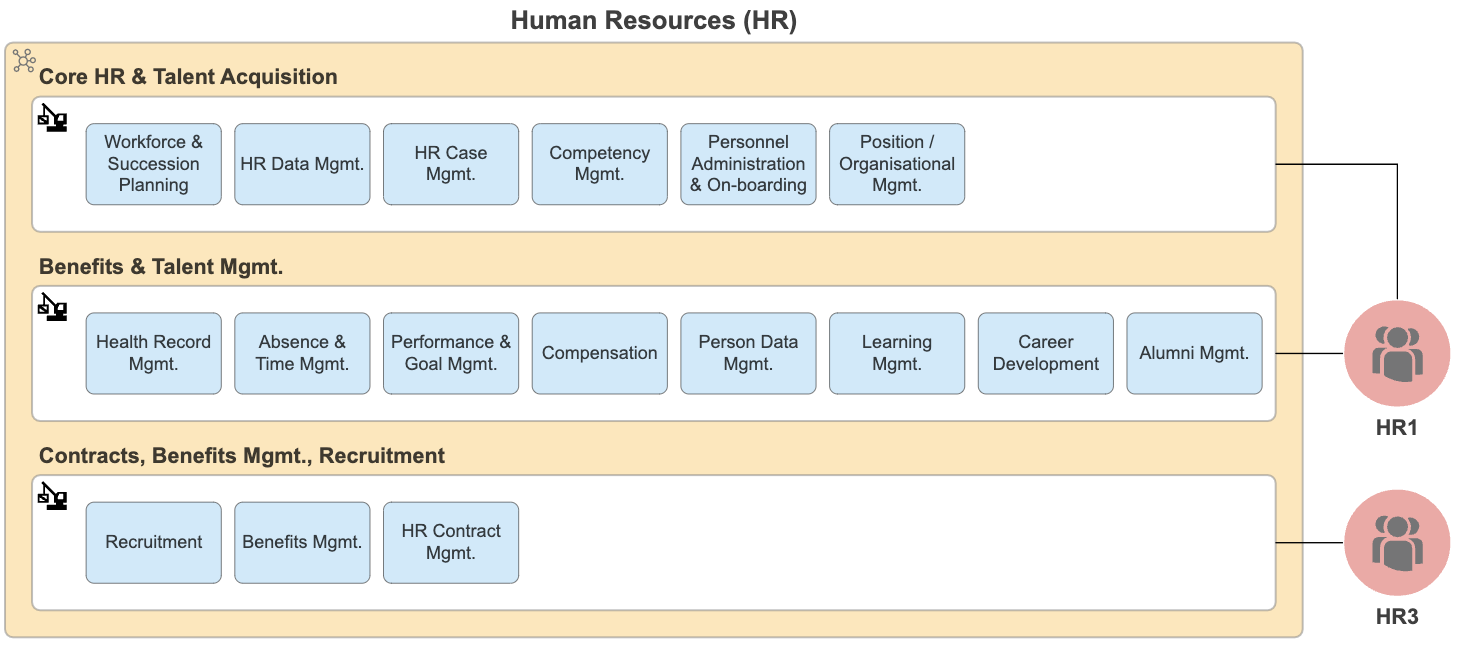 Human Resources (HR)
Core HR & Talent Acquisition
Workforce &
Succession
Planning
HR Data Mgmt.
HR Case
Mgmt.
Competency
Mgmt.
Personnel
Administration
& On-boarding
Position /
Organisational
Mgmt.
Benefits & Talent Mgmt.
Health Record
Mgmt.
Absence &
Time Mgmt.
Performance &
Goal Mgmt.
Compensation
Person Data
Mgmt.
Learning
Mgmt.
Career
Development
Alumni Mgmt.
HR1
Contracts, Benefits Mgmt., Recruitment
Recruitment
Benefits Mgmt.
HR Contract
Mgmt.
HR3